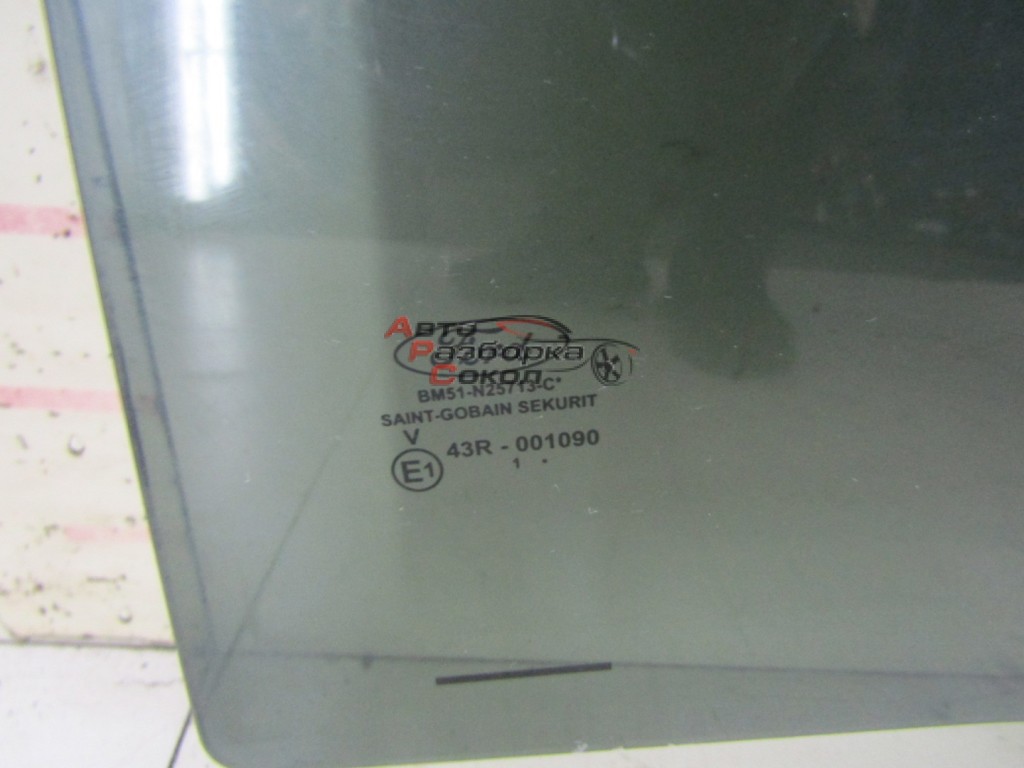 Авто
Разборка
Сокол
BM51-N25713-C
SAINT-GOBAIN SEKURIT
V
43R - 001090
E1
1 .